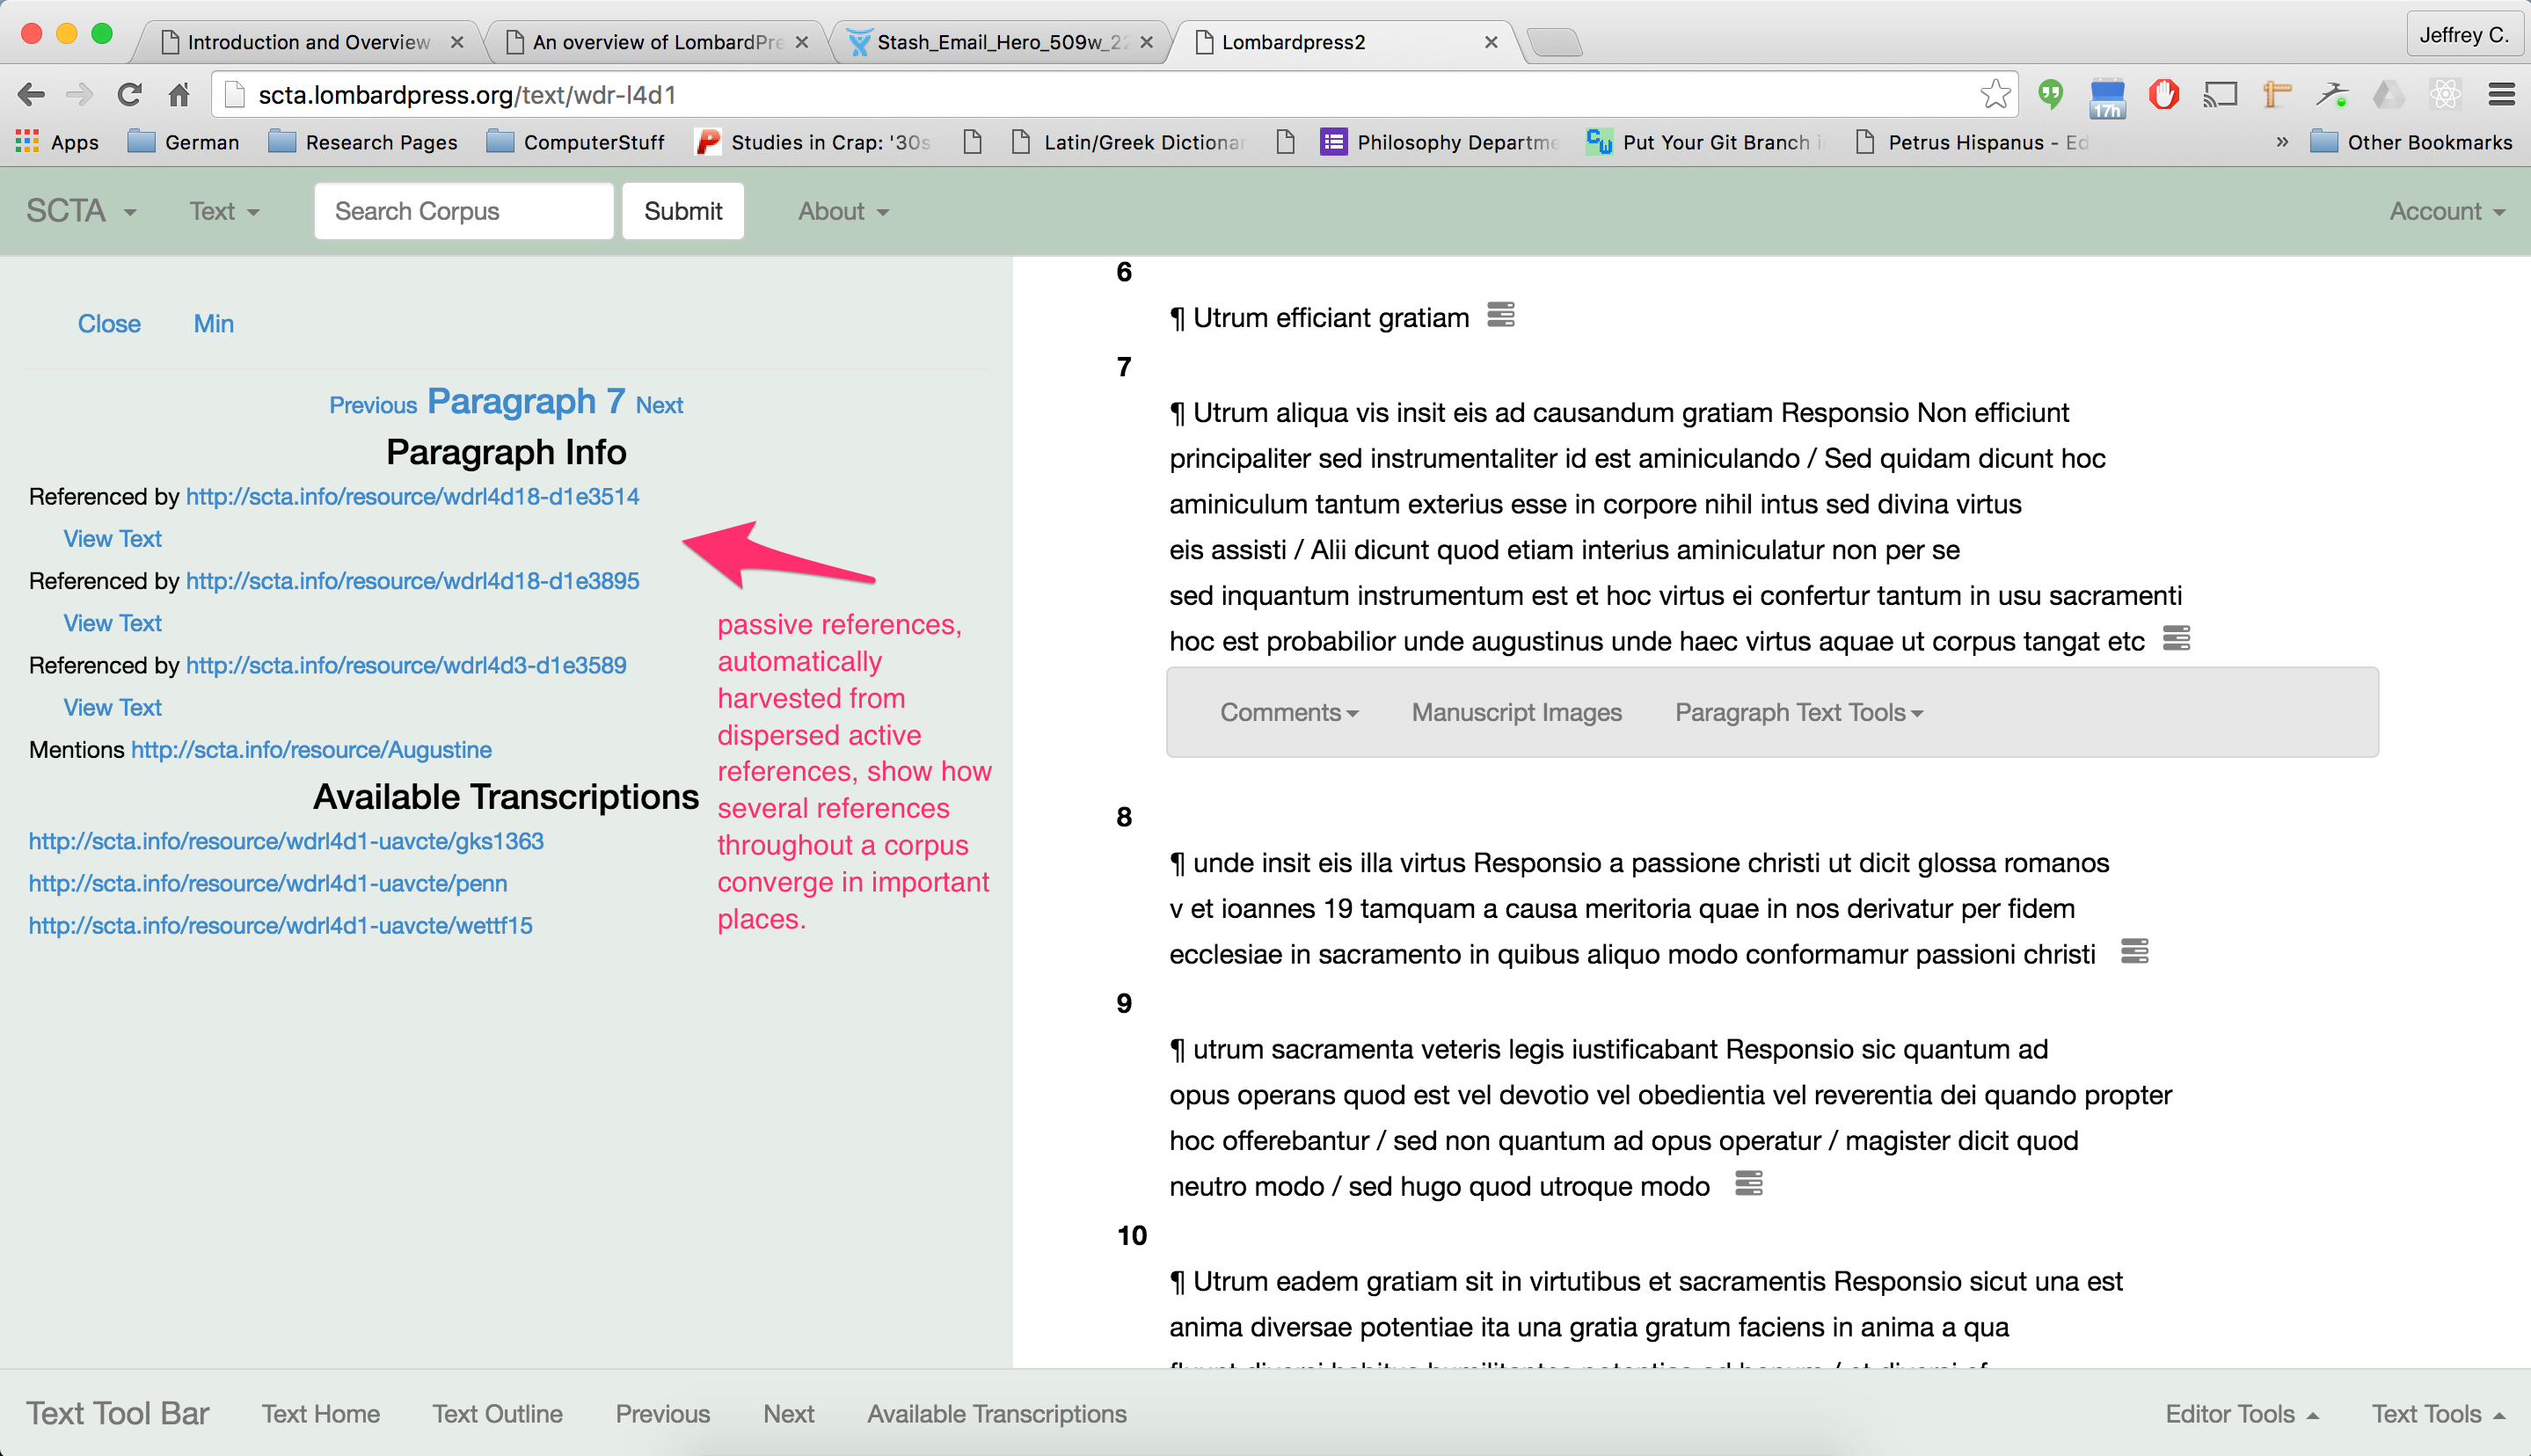 Introduction and Overview
An overview of LombardPre
Stash_Email_Hero_509w_22
Lombardpress2
Jeffrey C.
scta.lombardpress.org/text/wdr-l4d1
17h
Apps
German
Research Pages
ComputerStuff
Studies in Crap: '30s
Latin/Greek Dictionar
Philosophy Departme
Put Your Git Branch i
Petrus Hispanus - Ed
»
Other Bookmarks
SCTA
Text
Search Corpus
Submit
About
Account
Close
Min
Previous Paragraph 7 Next
Paragraph Info
Referenced by http://scta.info/resource/wdrl4d18-d1e3514
View Text
Referenced by http://scta.info/resource/wdrl4d18-d1e3895
View Text
Referenced by http://scta.info/resource/wdrl4d3-d1e3589
View Text
Mentions http://scta.info/resource/Augustine
Available Transcriptions
http://scta.info/resource/wdrl4d1-uavcte/gks1363
http://scta.info/resource/wdrl4d1-uavcte/penn
http://scta.info/resource/wdrl4d1-uavcte/wettf15
passive references,
automatically
harvested from
dispersed active
references, show how
several references
throughout a corpus
converge in important
places.
6
¶ Utrum efficiant gratiam
7
¶ Utrum aliqua vis insit eis ad causandum gratiam Responsio Non efficiunt
principaliter sed instrumentaliter id est aminiculando / Sed quidam dicunt hoc
aminiculum tantum exterius esse in corpore nihil intus sed divina virtus
eis assisti / Alii dicunt quod etiam interius aminiculatur non per se
sed inquantum instrumentum est et hoc virtus ei confertur tantum in usu sacramenti
hoc est probabilior unde augustinus unde haec virtus aquae ut corpus tangat etc
Comments
Manuscript Images
Paragraph Text Tools
8
¶ unde insit eis illa virtus Responsio a passione christi ut dicit glossa romanos
v et ioannes 19 tamquam a causa meritoria quae in nos derivatur per fidem
ecclesiae in sacramento in quibus aliquo modo conformamur passioni christi
9
¶ utrum sacramenta veteris legis iustificabant Responsio sic quantum ad
opus operans quod est vel devotio vel obedientia vel reverentia dei quando propter
hoc offerebantur / sed non quantum ad opus operatur / magister dicit quod
neutro modo / sed hugo quod utroque modo
10
¶ Utrum eadem gratiam sit in virtutibus et sacramentis Responsio sicut una est
anima diversae potentiae ita una gratia gratum faciens in anima a qua
Text Tool Bar
Text Home
Text Outline
Previous
Next
Available Transcriptions
Editor Tools
Text Tools